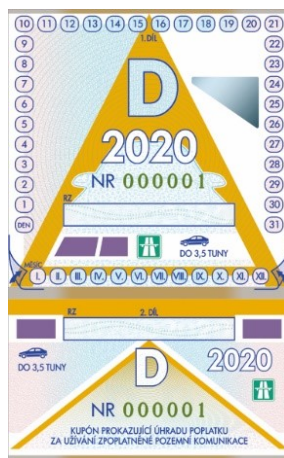 10 11 12 13 14 15 16 17 18 19 20 21
1. DÍL
9 22
8 D 23
7 24
6 25
5 2020 26
4 27
3 NR 000001 28
2 29
1 RZ 30
DEN 31
DO 3,5 TUNY
MĚSÍC
I. II. III. IV. V. VI. VII. VIII. IX. X. XI. XII.
RZ 2. DÍL
D 2020
DO 3,5 TUNY
NR 000001
KUPÓN PROKAZUJÍCÍ ÚHRADU POPLATKU
ZA UŽÍVÁNÍ ZPOPLATNĚNÉ POZEMNÍ KOMUNIKACE